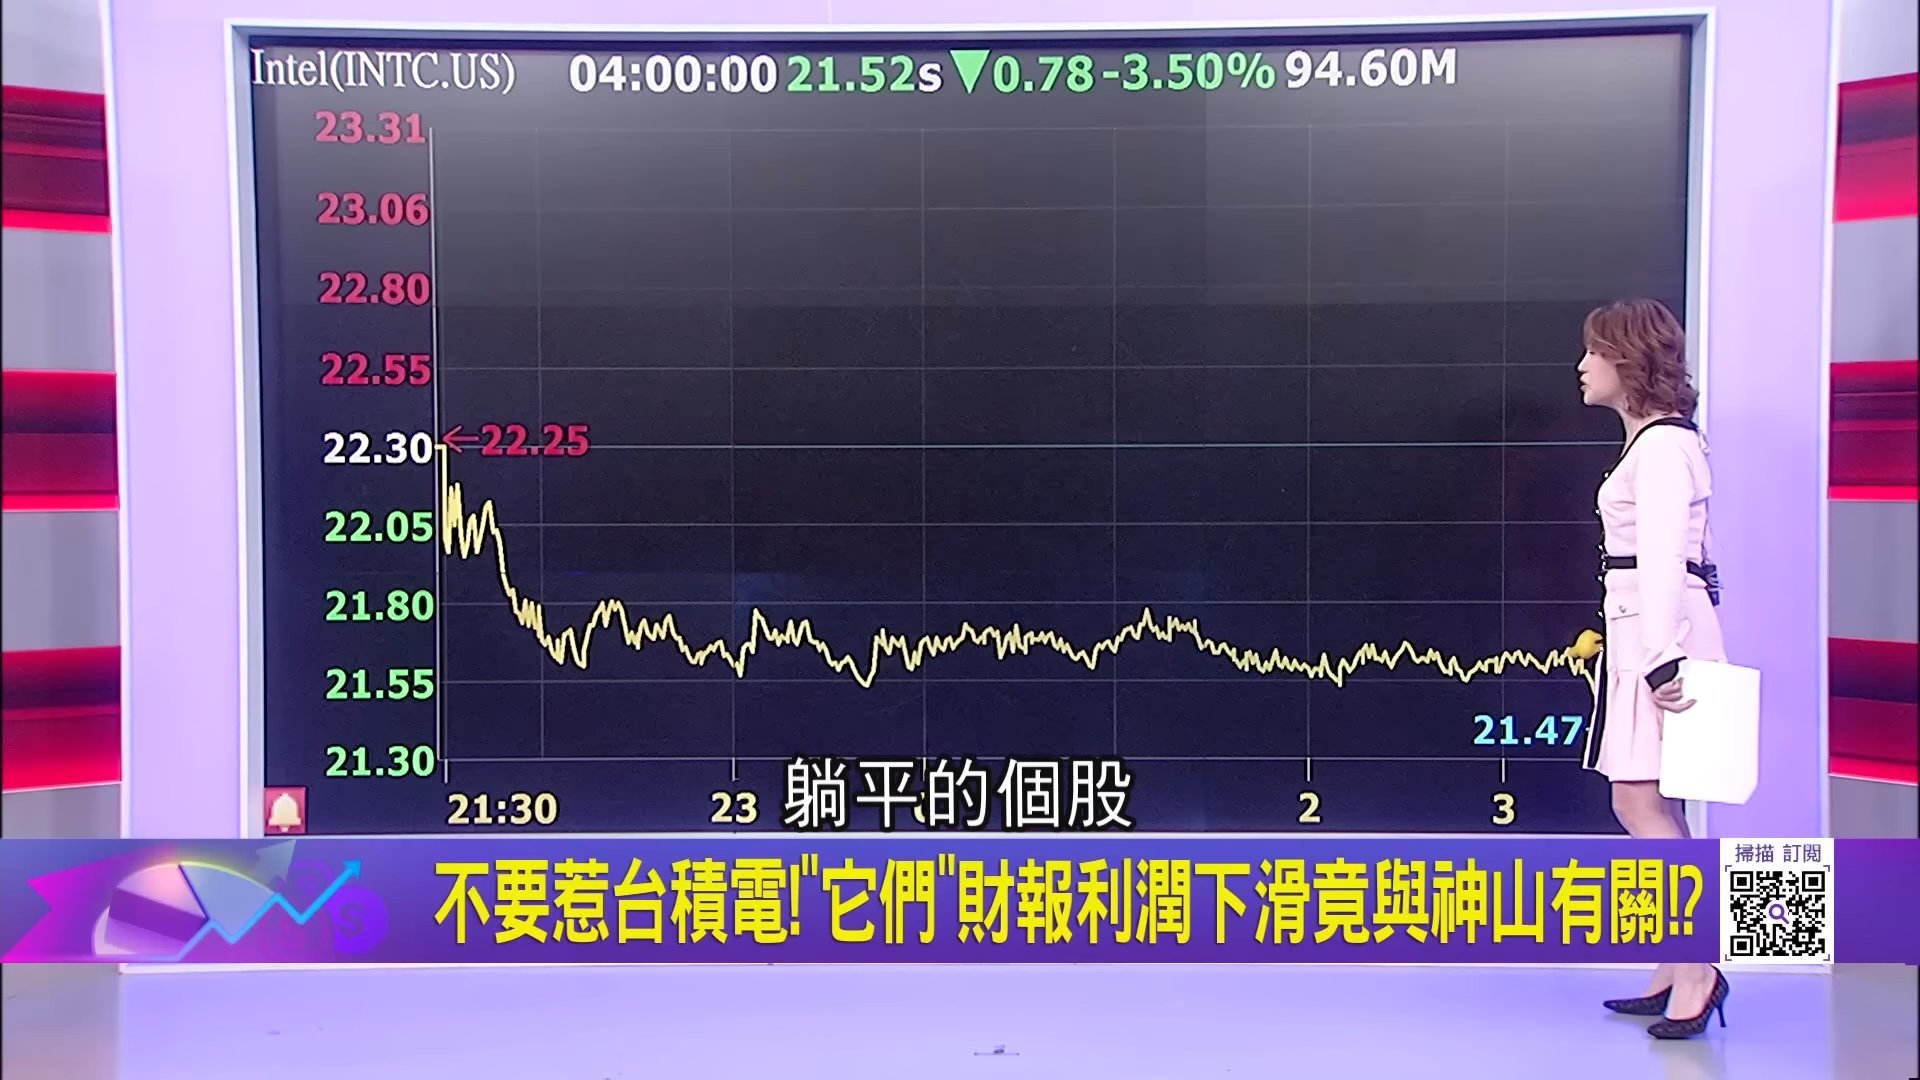 Intel(INTC.US) 04:00:00 21.52s ▼0.78 -3.50% 94.60M
23.31
23.06
22.80
22.55
22.30 ←22.25
22.05
21.80
21.55
21.47
21.30
21:30 23 2 3
躺平的個股
掃描 訂閱
不要惹台積電!"它們"財報利潤下滑竟與神山有關!?